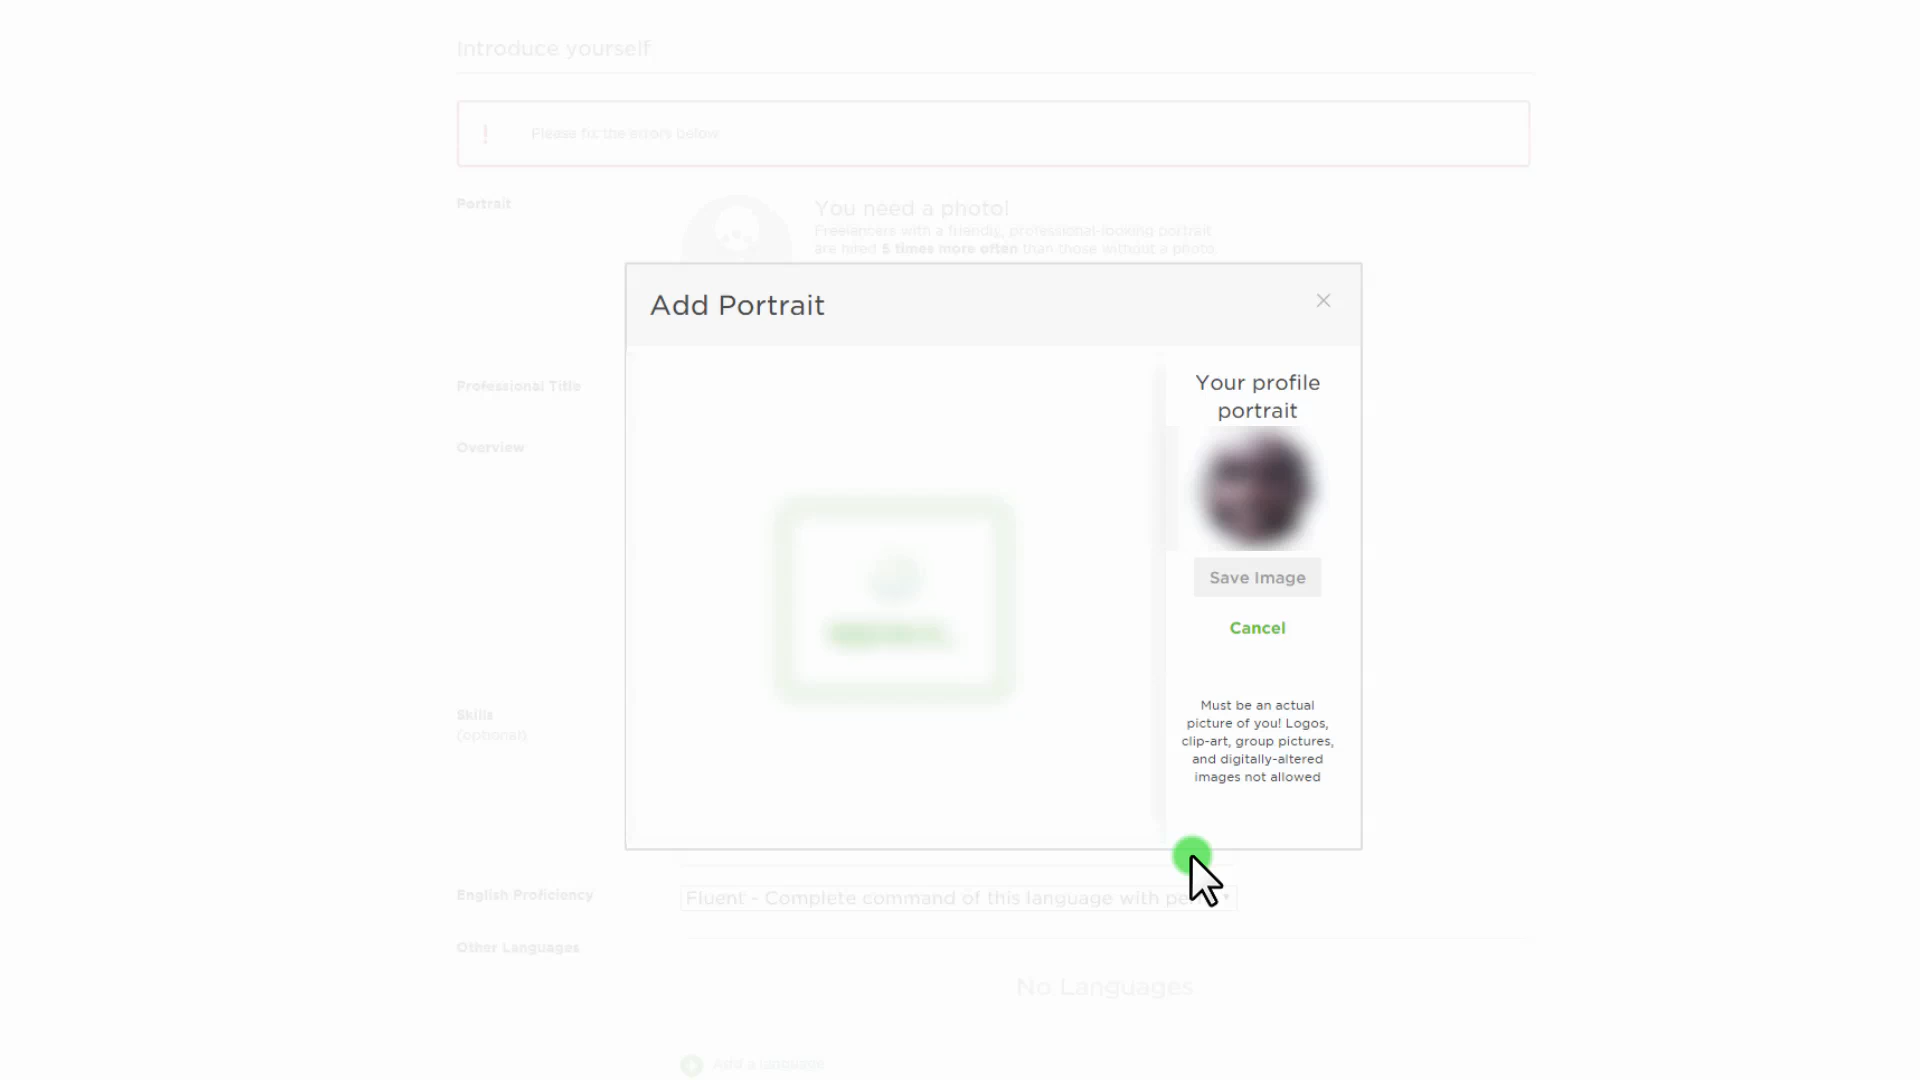 Introduce yourself
!
Please fix the errors below.
Portrait
You need a photo!
Freelancers with a friendly, professional-looking portrait
are hired 5 times more often than those without a photo.
Add Portrait
Your profile
portrait
Professional Title
Overview
Save Image
Cancel
Must be an actual
picture of you! Logos,
clip-art, group pictures,
and digitally-altered
images not allowed
Skills
(optional)
English Proficiency
Fluent - Complete command of this language with
Other Languages
No Languages
Add a language